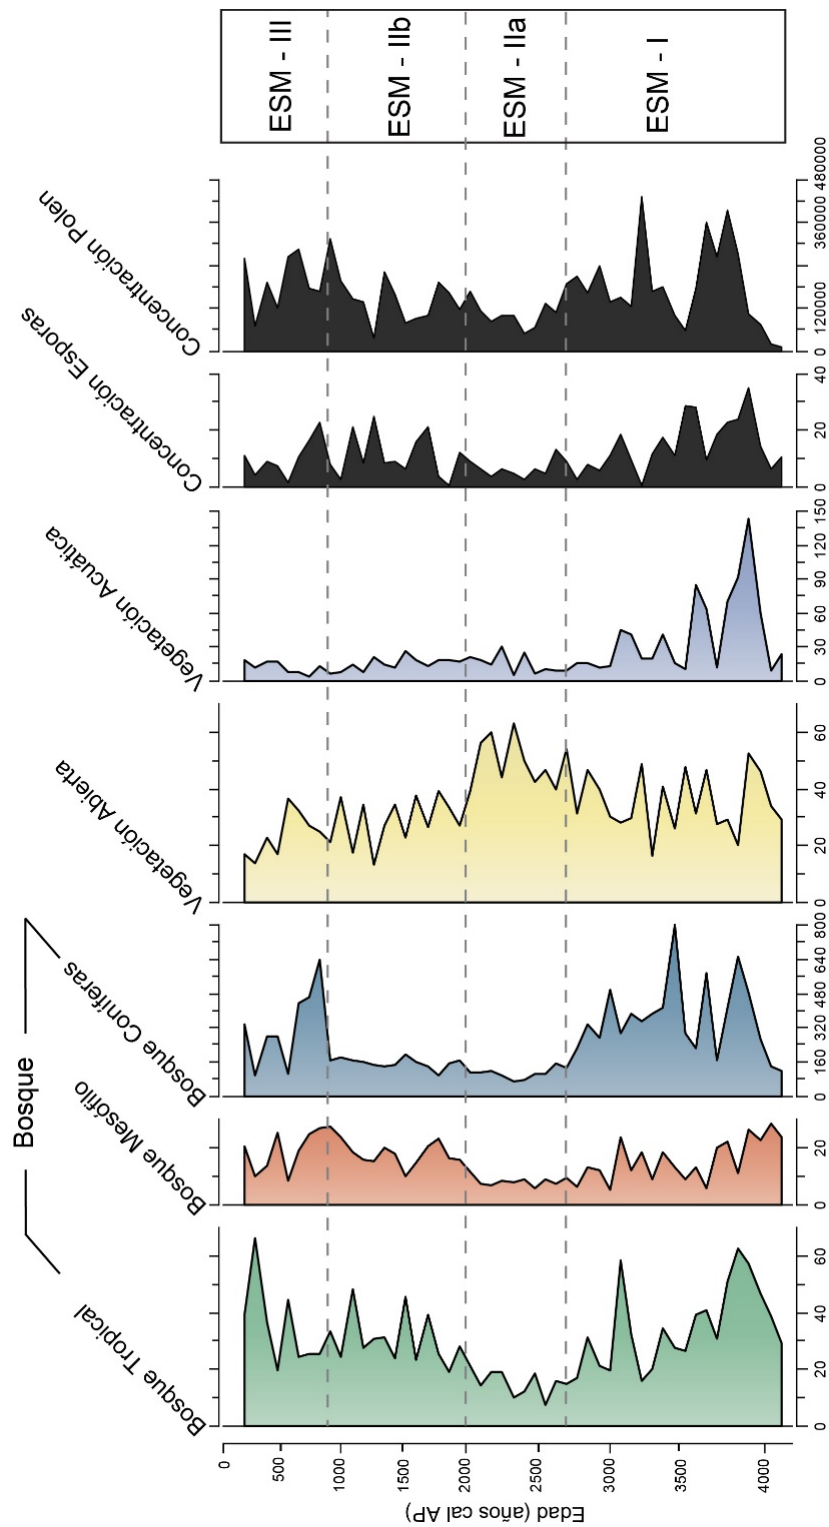 Bosque
Bosque Tropical
Bosque Mesófilo
Bosque Coníferas
Vegetación Abierta
Vegetación Acuática
Concentración Esporas
Concentración Polen
ESM - III
ESM - IIb
ESM - IIa
ESM - I
Edad (años cal AP)
0 500 1000 1500 2000 2500 3000 3500 4000
0 20 40 60
0 20
0 160 320 480 640 800
0 20 40 60
0 30 60 90 120 150
0 20 40
0 120000 360000 480000